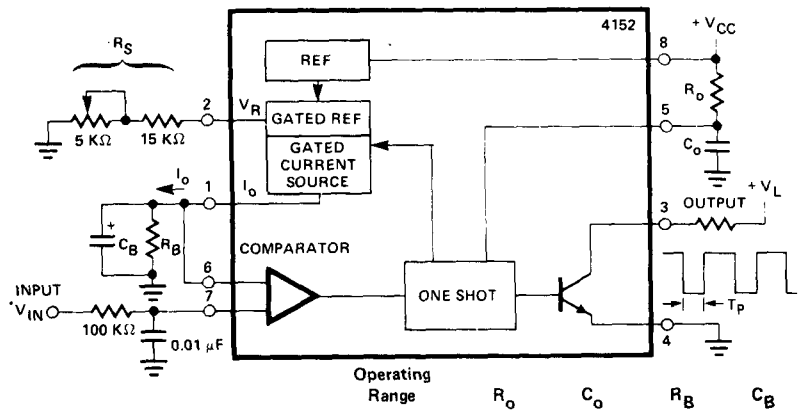 4152
+ VCC
8
RS
REF
RO
2
VR
GATED REF
5
5 KΩ
15 KΩ
GATED
CURRENT
SOURCE
CO
Io
1
Io
3
OUTPUT
+ VL
+
CB
RB
COMPARATOR
6
INPUT
VIN
7
ONE SHOT
TP
100 KΩ
0.01 μF
4
Operating
Range
RO
CO
RB
CB